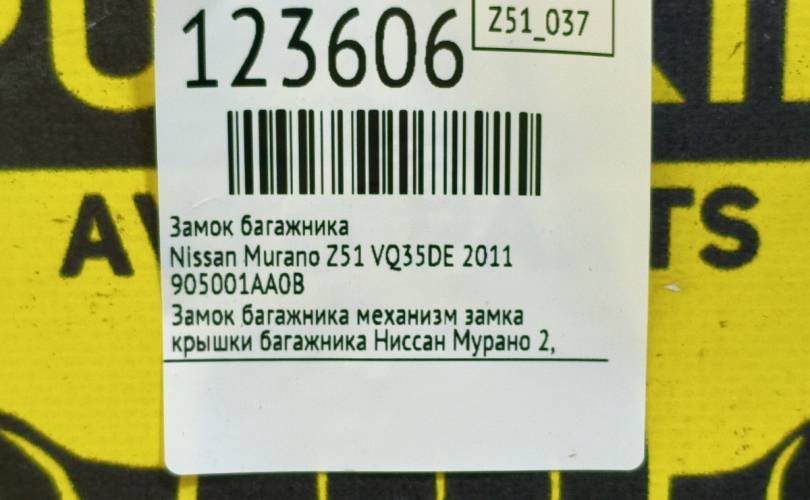 123606
Z51_037
Замок багажника
Nissan Murano Z51 VQ35DE 2011
905001AA0B
Замок багажника механизм замка
крышки багажника Ниссан Мурано 2,